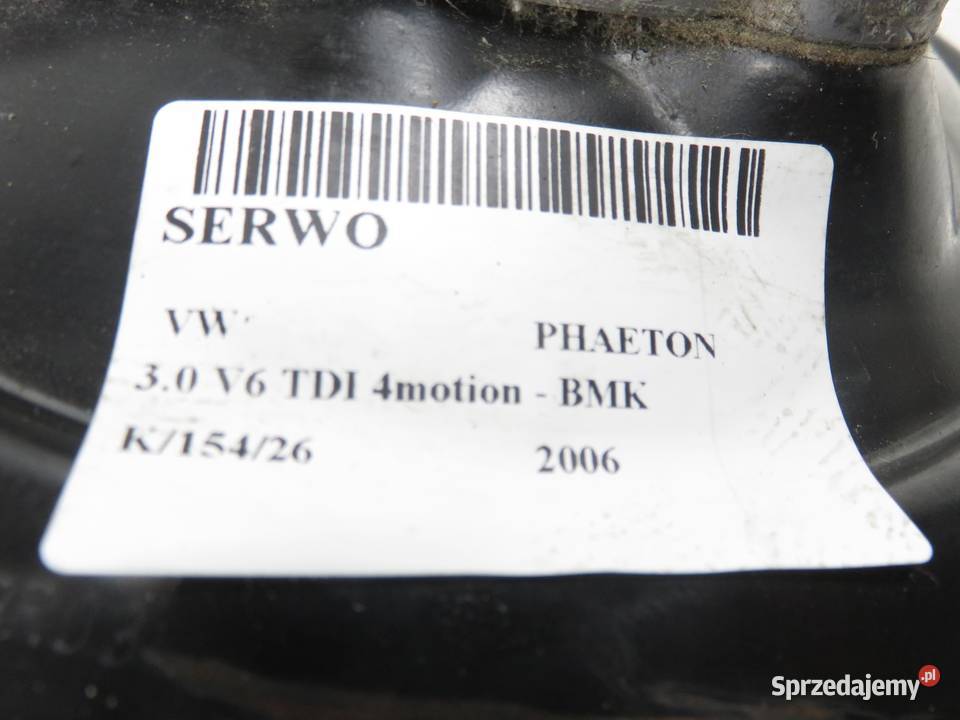 SERWO
VW PHAETON
3.0 V6 TDI 4motion - BMK
K/154/26 2006
Sprzedajemy.pl